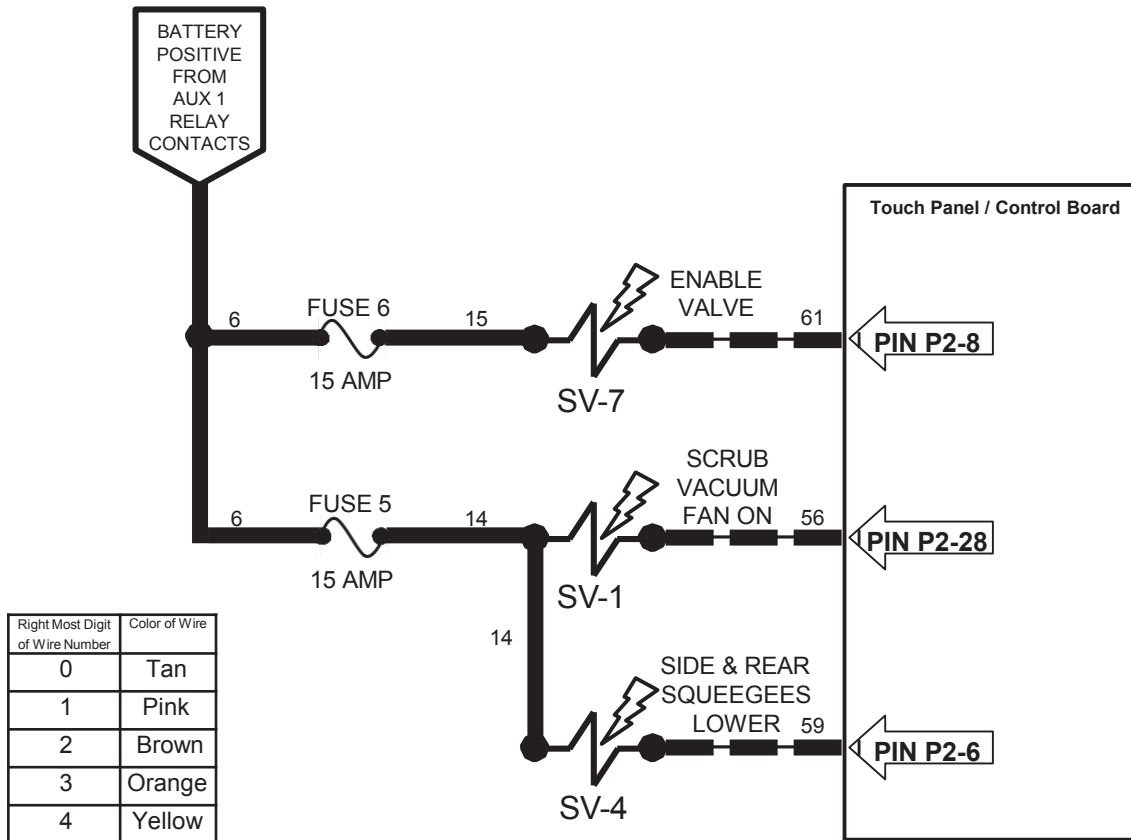 BATTERY
POSITIVE
FROM
AUX 1
RELAY
CONTACTS
Touch Panel / Control Board
6
FUSE 6
15 AMP
15
ENABLE
VALVE
SV-7
61
PIN P2-8
6
FUSE 5
15 AMP
14
SCRUB
VACUUM
FAN ON
SV-1
56
PIN P2-28
14
SIDE & REAR
SQUEEGEES
LOWER
SV-4
59
PIN P2-6
Right Most Digit
of Wire Number
Color of Wire
0 Tan
1 Pink
2 Brown
3 Orange
4 Yellow